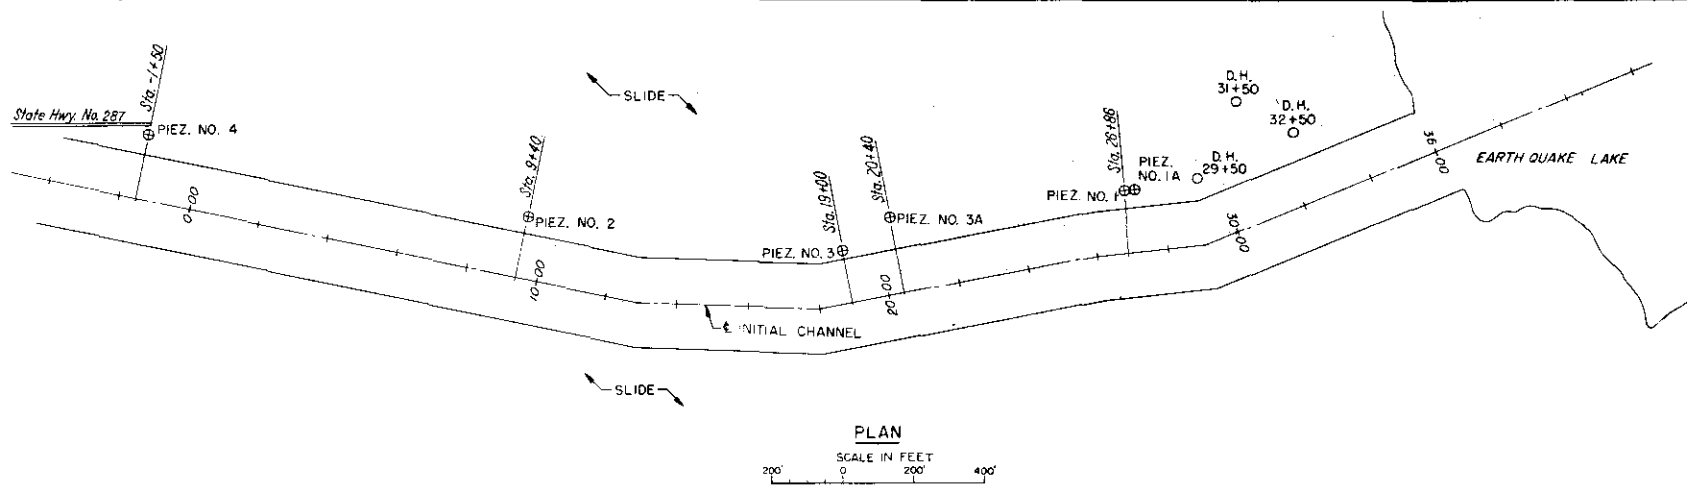 Sta. -1+50
State Hwy. No. 287
PIEZ. NO. 4
0+00
Sta. 9+40
PIEZ. NO. 2
10+00
SLIDE
Sta. 19+00
PIEZ. NO. 3
Sta. 20+40
PIEZ. NO. 3A
20+00
℄ INITIAL CHANNEL
SLIDE
Sta. 26+86
PIEZ. NO. 1
PIEZ.
NO. 1A
D. H.
29+50
D. H.
31+50
D. H.
32+50
30+00
36+00
EARTH QUAKE LAKE
PLAN
SCALE IN FEET
200' 0 200' 400'